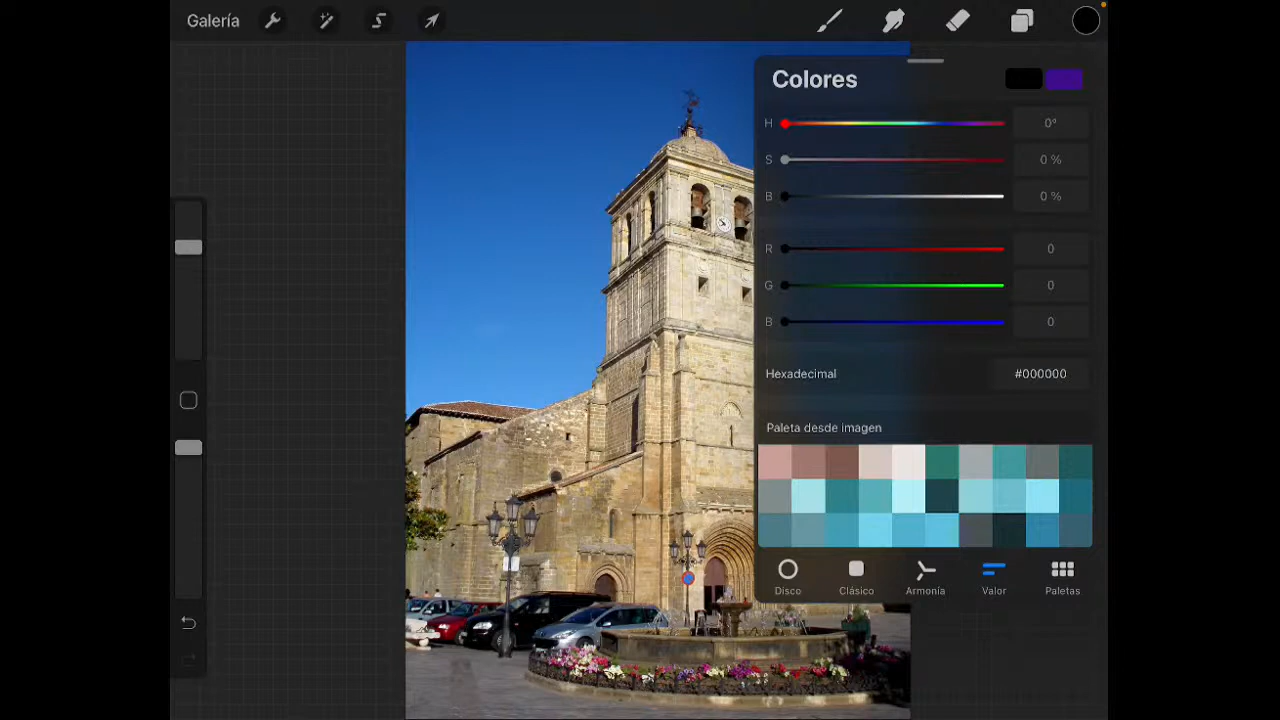 Galería
Colores
H 0°
S 0 %
B 0 %
R 0
G 0
B 0
Hexadecimal #000000
Paleta desde imagen
Disco Clásico Armonía Valor Paletas